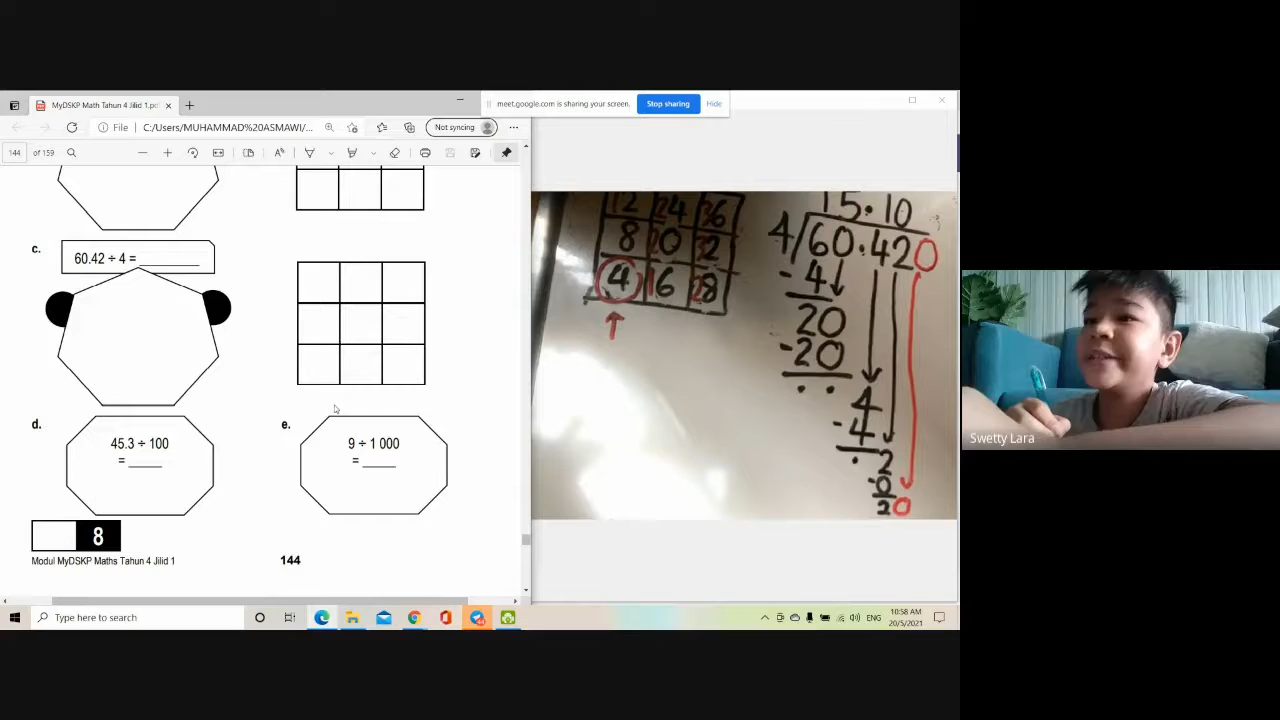 MyDSKP Math Tahun 4 Jilid 1.pdf
meet.google.com is sharing your screen.
Stop sharing
Hide
File
C:/Users/MUHAMMAD%20ASMAWI/...
Not syncing
144
of 159
c.
60.42 ÷ 4 = ________
d.
45.3 ÷ 100
= _____
e.
9 ÷ 1 000
= _____
8
Modul MyDSKP Maths Tahun 4 Jilid 1
144
12 24 36
8 20 32
4 16 28
15.10
4 60.420
- 4
20
- 20
4
- 4
2
- 0
20
Swetty Lara
Type here to search
44
ENG
10:58 AM
20/5/2021